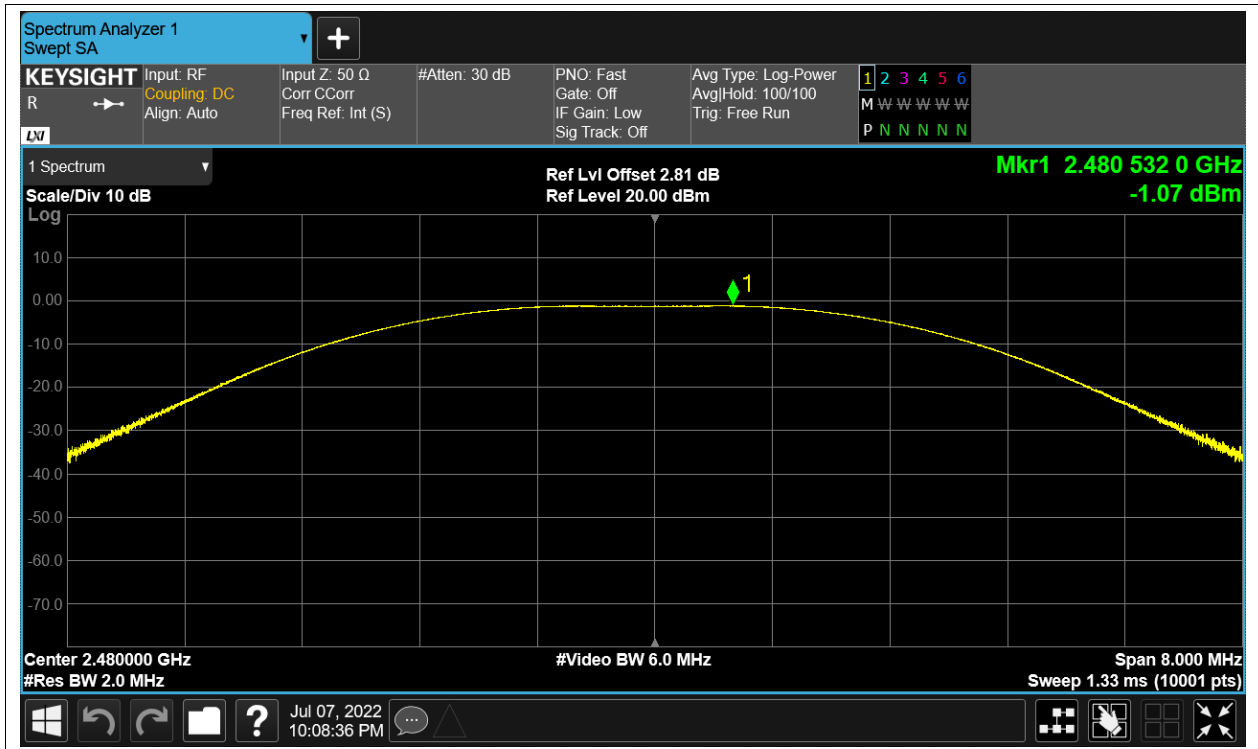 Spectrum Analyzer 1
Swept SA
KEYSIGHT
R
LXI
Input: RF
Coupling: DC
Align: Auto
Input Z: 50 Ω
Corr CCorr
Freq Ref: Int (S)
#Atten: 30 dB
PNO: Fast
Gate: Off
IF Gain: Low
Sig Track: Off
Avg Type: Log-Power
Avg|Hold: 100/100
Trig: Free Run
1 2 3 4 5 6
M W W W W W
P N N N N N
1 Spectrum
Scale/Div 10 dB
Log
Ref Lvl Offset 2.81 dB
Ref Level 20.00 dBm
Mkr1 2.480 532 0 GHz
-1.07 dBm
10.0
0.00
-10.0
-20.0
-30.0
-40.0
-50.0
-60.0
-70.0
1
Center 2.480000 GHz
#Video BW 6.0 MHz
Span 8.000 MHz
#Res BW 2.0 MHz
Sweep 1.33 ms (10001 pts)
?
Jul 07, 2022
10:08:36 PM